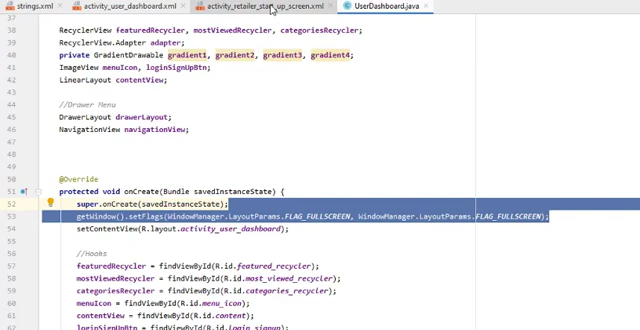 strings.xml × activity_user_dashboard.xml × activity_retailer_start_up_screen.xml × UserDashboard.java ×
37
38 RecyclerView featuredRecycler, mostViewedRecycler, categoriesRecycler;
39 RecyclerView.Adapter adapter;
40 private GradientDrawable gradient1, gradient2, gradient3, gradient4;
41 ImageView menuIcon, loginSignUpBtn;
42 LinearLayout contentView;
43
44 //Drawer Menu
45 DrawerLayout drawerLayout;
46 NavigationView navigationView;
47
48
49
50 @Override
51 protected void onCreate(Bundle savedInstanceState) {
52 super.onCreate(savedInstanceState);
53 getWindow().setFlags(WindowManager.LayoutParams.FLAG_FULLSCREEN, WindowManager.LayoutParams.FLAG_FULLSCREEN);
54 setContentView(R.layout.activity_user_dashboard);
55
56 //Hooks
57 featuredRecycler = findViewById(R.id.featured_recycler);
58 mostViewedRecycler = findViewById(R.id.most_viewed_recycler);
59 categoriesRecycler = findViewById(R.id.categories_recycler);
60 menuIcon = findViewById(R.id.menu_icon);
61 contentView = findViewById(R.id.content);
62 loginSignUpBtn = findViewById(R.id.login_signup);